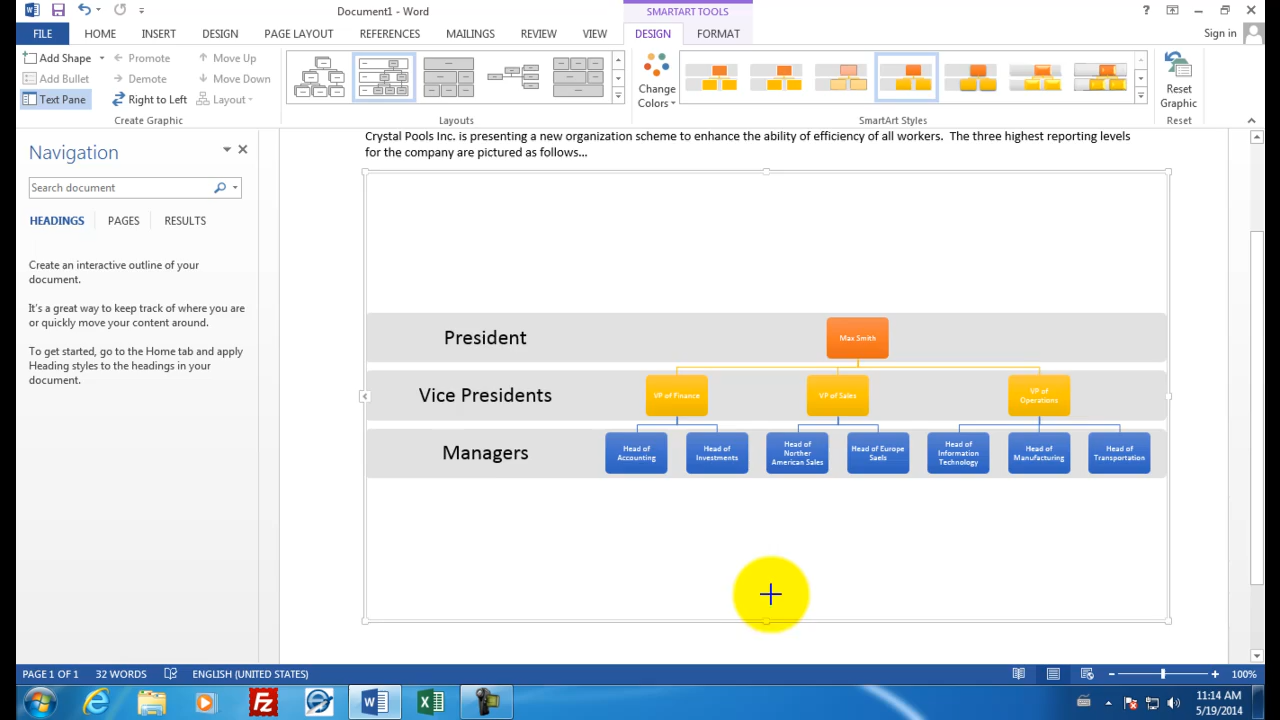 Document1 - Word
SMARTART TOOLS
?
FILE
HOME
INSERT
DESIGN
PAGE LAYOUT
REFERENCES
MAILINGS
REVIEW
VIEW
DESIGN
FORMAT
Sign in
Add Shape
Promote
Move Up
Add Bullet
Demote
Move Down
Text Pane
Right to Left
Layout
Create Graphic
Layouts
Change
Colors
SmartArt Styles
Reset
Graphic
Reset
Navigation
Search document
HEADINGS
PAGES
RESULTS
Create an interactive outline of your
document.
It's a great way to keep track of where you are
or quickly move your content around.
To get started, go to the Home tab and apply
Heading styles to the headings in your
document.
Crystal Pools Inc. is presenting a new organization scheme to enhance the ability of efficiency of all workers.  The three highest reporting levels
for the company are pictured as follows...
President
Max Smith
Vice Presidents
VP of Finance
VP of Sales
VP of
Operations
Managers
Head of
Accounting
Head of
Investments
Head of
Norther
American Sales
Head of Europe
Saels
Head of
Information
Technology
Head of
Manufacturing
Head of
Transportation
PAGE 1 OF 1
32 WORDS
ENGLISH (UNITED STATES)
100%
11:14 AM
5/19/2014